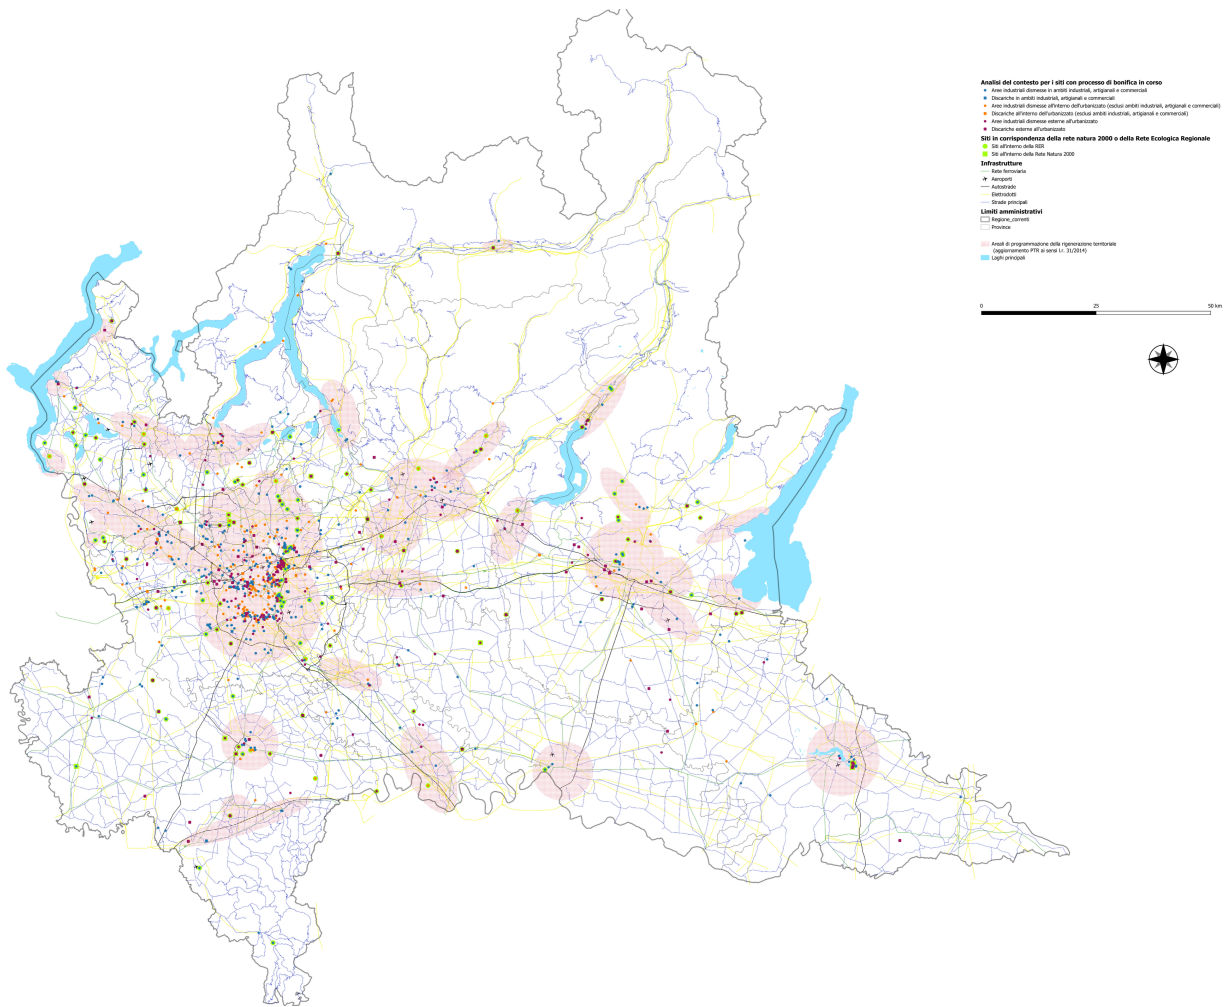 Analisi del contesto per i siti con processo di bonifica in corso
Aree industriali dismesse in ambiti industriali, artigianali e commerciali
Discariche in ambiti industriali, artigianali e commerciali
Aree industriali dismesse all'interno dell'urbanizzato (esclusi ambiti industriali, artigianali e commerciali)
Discariche all'interno dell'urbanizzato (esclusi ambiti industriali, artigianali e commerciali)
Aree industriali dismesse esterne all'urbanizzato
Discariche esterne all'urbanizzato
Siti in corrispondenza della rete natura 2000 o della Rete Ecologica Regionale
Siti all'interno della RER
Siti all'interno della Rete Natura 2000
Infrastrutture
Rete ferroviaria
Aeroporti
Autostrade
Elettrodotti
Strade principali
Limiti amministrativi
Regione_correnti
Province
Areali di programmazione della rigenerazione territoriale
(aggiornamento PTR ai sensi l.r. 31/2014)
Laghi principali
0 25 50 km